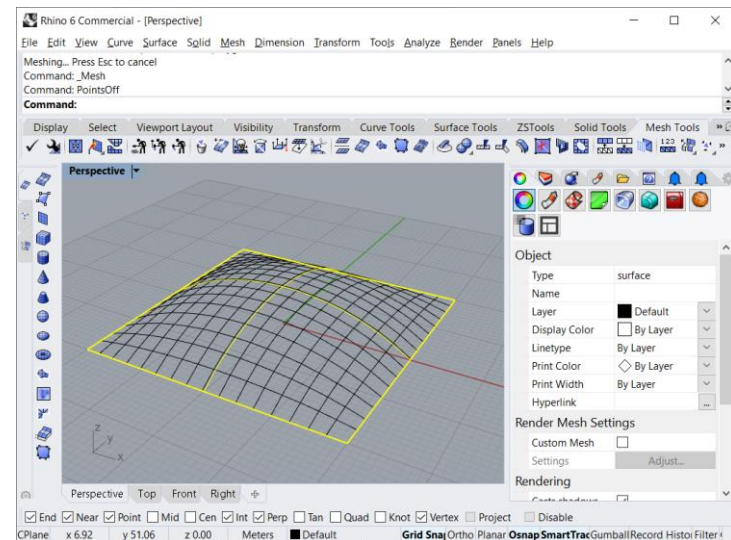 Rhino 6 Commercial - [Perspective]
File Edit View Curve Surface Solid Mesh Dimension Transform Tools Analyze Render Panels Help
Meshing... Press Esc to cancel
Command: _Mesh
Command: PointsOff
Command:
Display Select Viewport Layout Visibility Transform Curve Tools Surface Tools ZSTools Solid Tools Mesh Tools
123
Perspective
Object
Type surface
Name
Layer Default
Display Color By Layer
Linetype By Layer
Print Color By Layer
Print Width By Layer
Hyperlink ...
Render Mesh Settings
Custom Mesh
Settings Adjust...
Rendering
z
y
x
Perspective Top Front Right
End Near Point Mid Cen Int Perp Tan Quad Knot Vertex Project Disable
CPlane x 6.92 y 51.06 z 0.00 Meters Default Grid Snap Ortho Planar Osnap SmartTrac Gumball Record Histo Filter